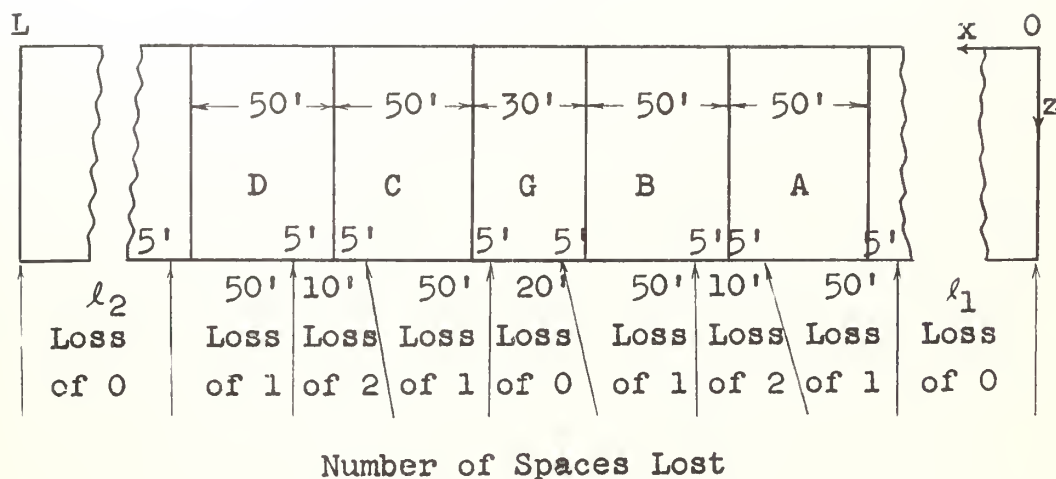 L
x O
50' 50' 30' 50' 50'
z
D C G B A
5' 5' 5' 5' 5' 5' 5' 5'
ℓ2 50' 10' 50' 20' 50' 10' 50' ℓ1
Loss Loss Loss Loss Loss Loss Loss Loss Loss
of 0 of 1 of 2 of 1 of 0 of 1 of 2 of 1 of 0
Number of Spaces Lost